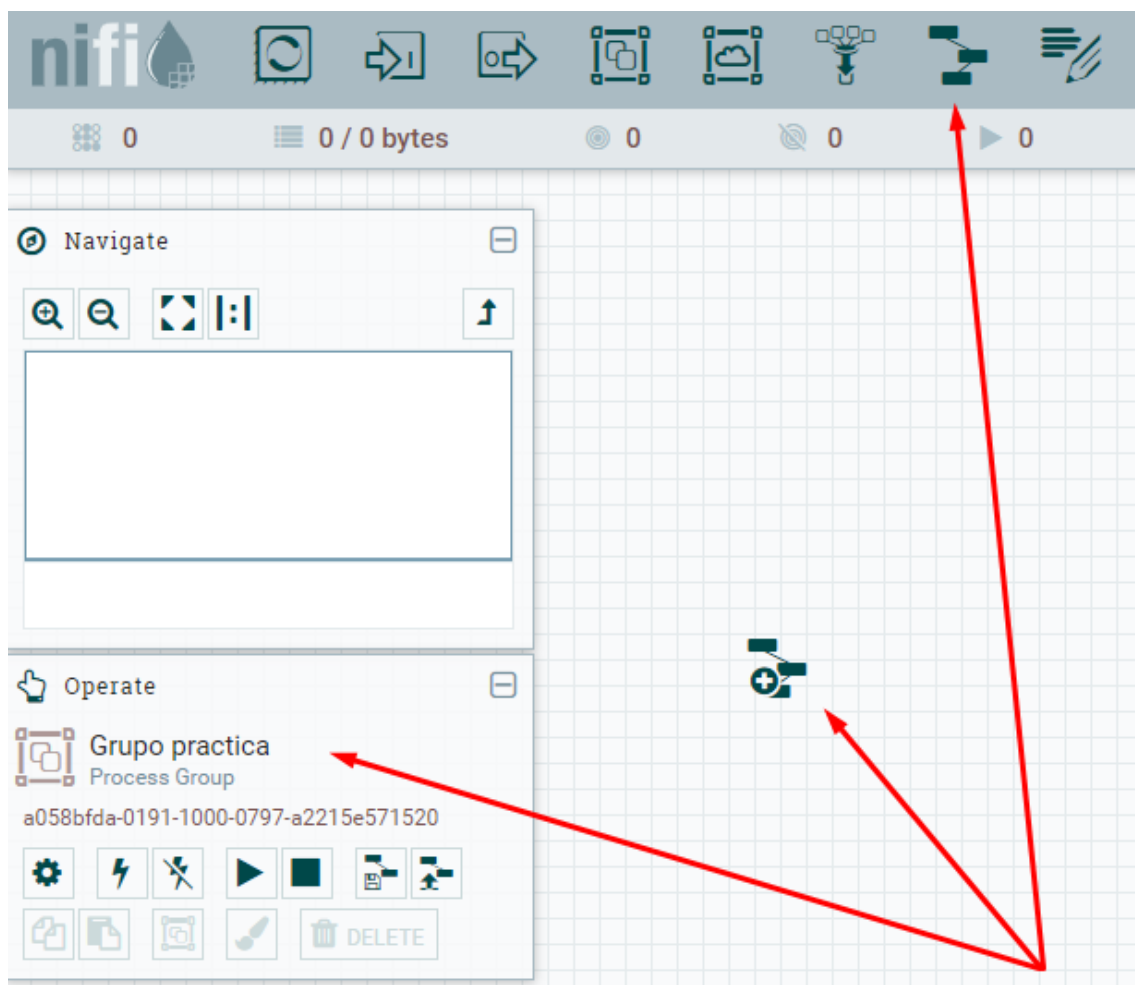 nifi
0
0 / 0 bytes
0
0
0
Navigate
Operate
Grupo practica
Process Group
a058bfda-0191-1000-0797-a2215e571520
DELETE